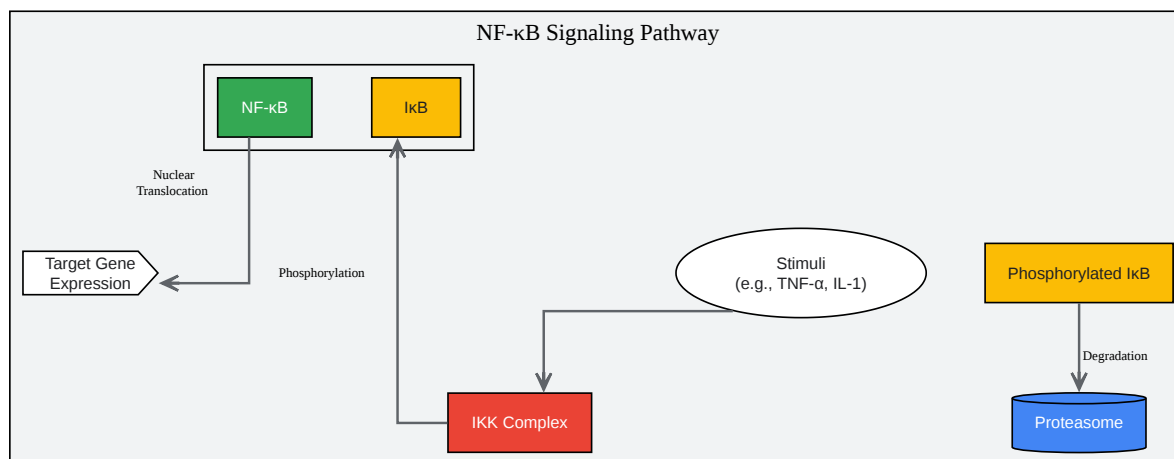 NF-κB Signaling Pathway
NF-κB
IκB
Nuclear
Translocation
Target Gene
Expression
Phosphorylation
Stimuli
(e.g., TNF-α, IL-1)
Phosphorylated IκB
Degradation
IKK Complex
Proteasome